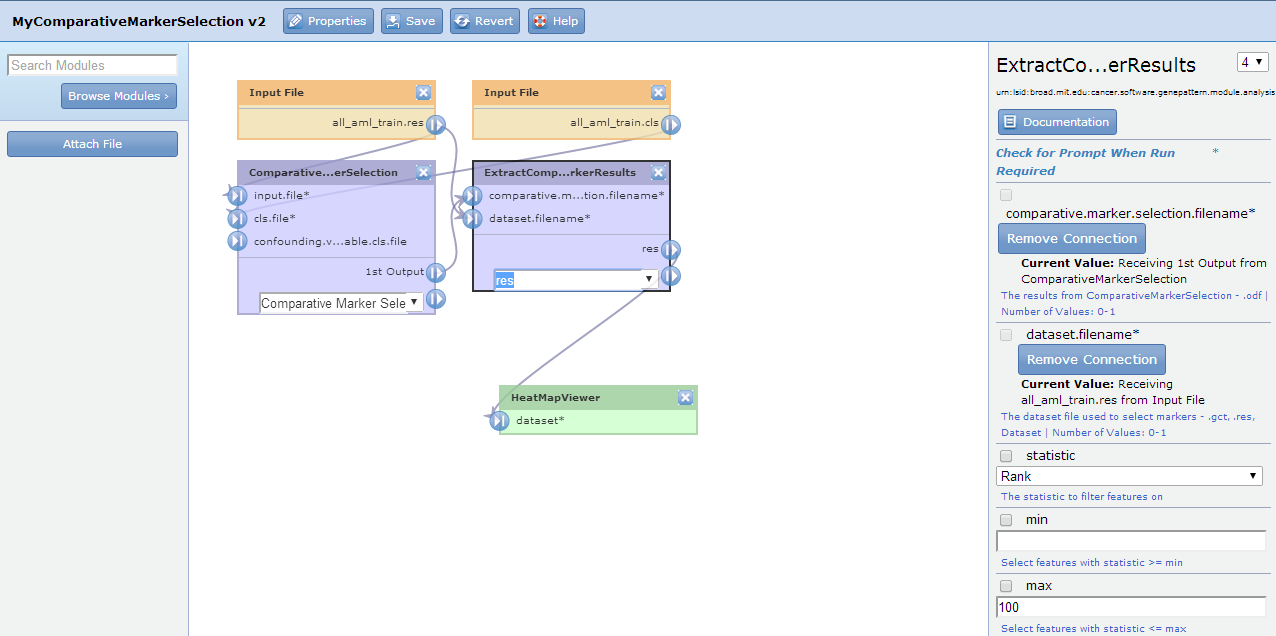 MyComparativeMarkerSelection v2
Properties
Save
Revert
Help
Search Modules
Browse Modules ›
Attach File
Input File
all_aml_train.res
Input File
all_aml_train.cls
Comparative...erSelection
input.file*
cls.file*
confounding.v...able.cls.file
1st Output
Comparative Marker Sele
ExtractComp...rkerResults
comparative.m...tion.filename*
dataset.filename*
res
res
HeatMapViewer
dataset*
ExtractCo...erResults
4
urn:lsid:broad.mit.edu:cancer.software.genepattern.module.analysis
Documentation
Check for Prompt When Run *
Required
comparative.marker.selection.filename*
Remove Connection
Current Value: Receiving 1st Output from
ComparativeMarkerSelection
The results from ComparativeMarkerSelection - .odf |
Number of Values: 0-1
dataset.filename*
Remove Connection
Current Value: Receiving
all_aml_train.res from Input File
The dataset file used to select markers - .gct, .res,
Dataset | Number of Values: 0-1
statistic
Rank
The statistic to filter features on
min
Select features with statistic >= min
max
100
Select features with statistic <= max